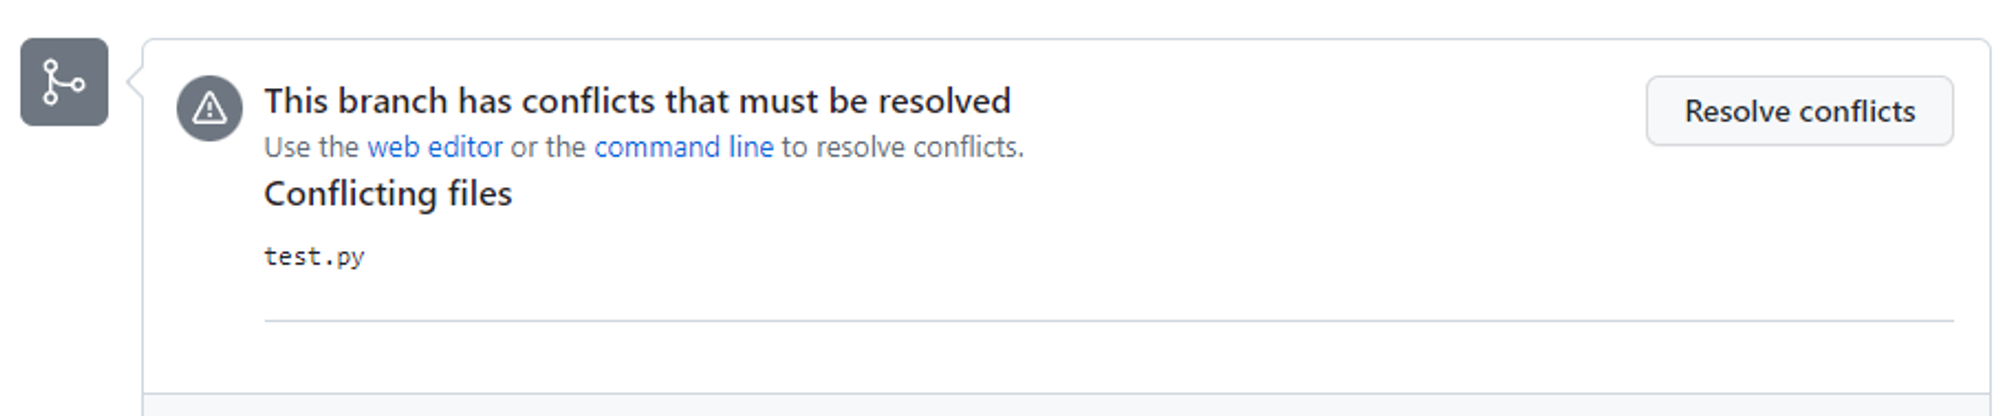 This branch has conflicts that must be resolved
Resolve conflicts
Use the web editor or the command line to resolve conflicts.
Conflicting files
test.py